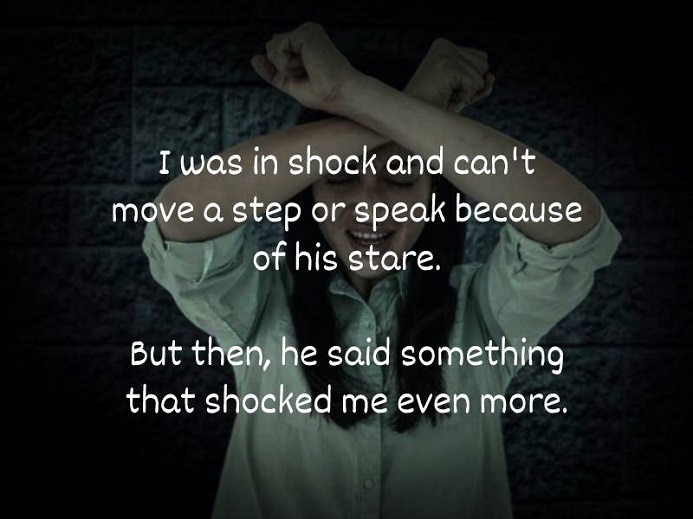 I was in shock and can't
move a step or speak because
of his stare.
But then, he said something
that shocked me even more.